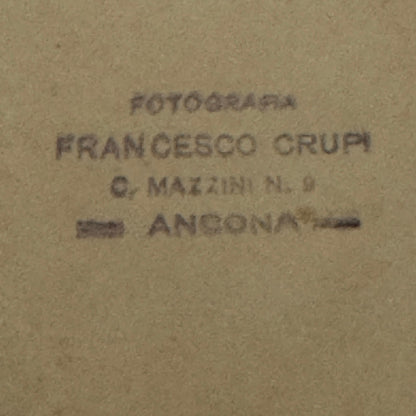 FOTOGRAFIA
FRANCESCO CRUPI
C. MAZZINI N. 9
ANCONA